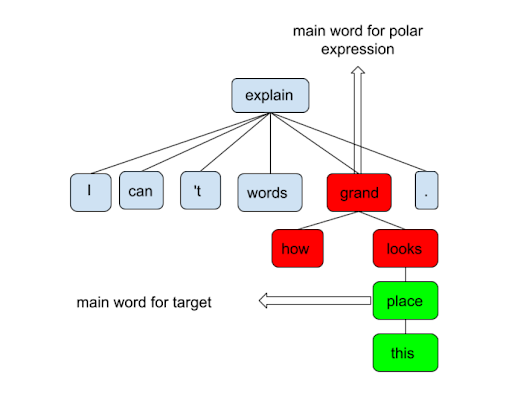 main word for polar
expression
explain
I can 't words grand .
how looks
main word for target place
this